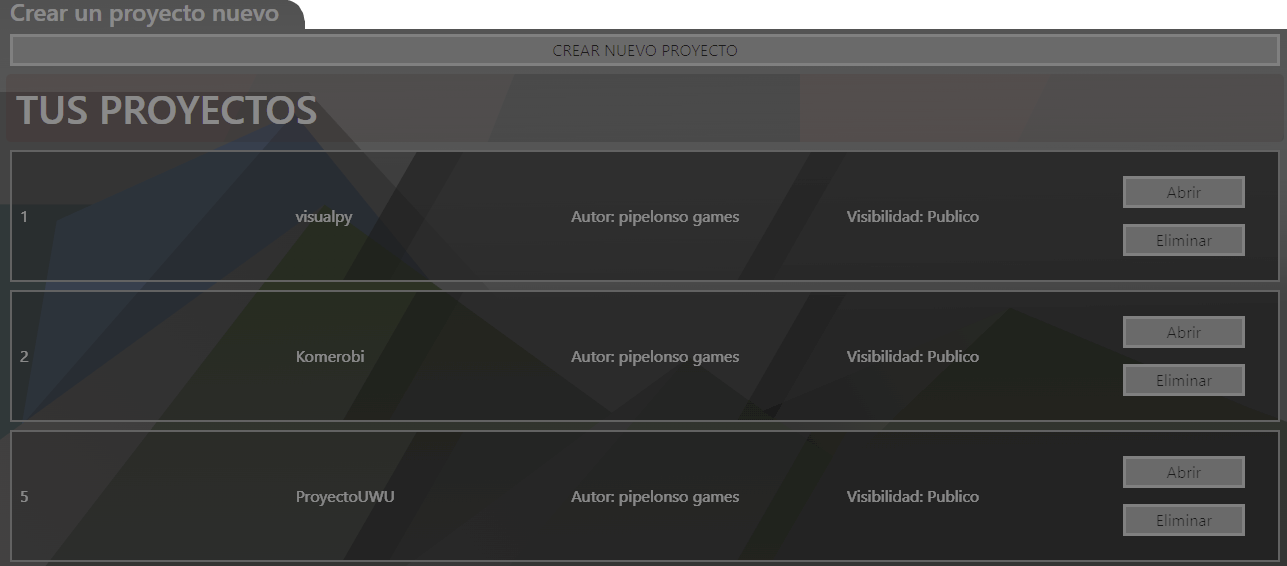 Crear un proyecto nuevo
CREAR NUEVO PROYECTO
TUS PROYECTOS
1 visualpy Autor: pipelonso games Visibilidad: Publico Abrir
Eliminar
2 Komerobi Autor: pipelonso games Visibilidad: Publico Abrir
Eliminar
5 ProyectoUWU Autor: pipelonso games Visibilidad: Publico Abrir
Eliminar